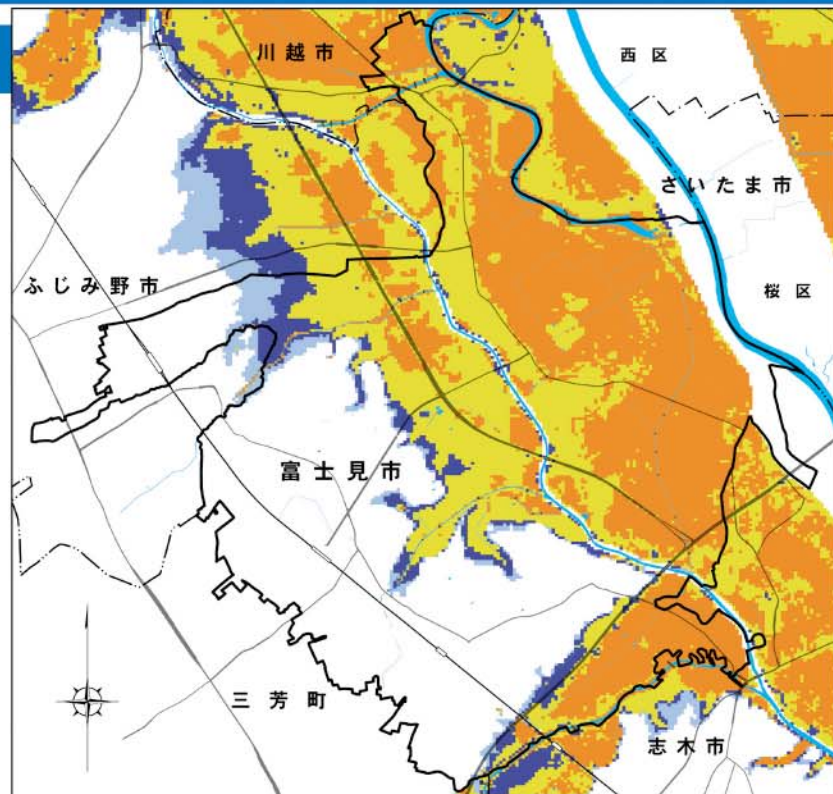 川越市
西区
さいたま市
ふじみ野市
桜区
富士見市
三芳町
志木市